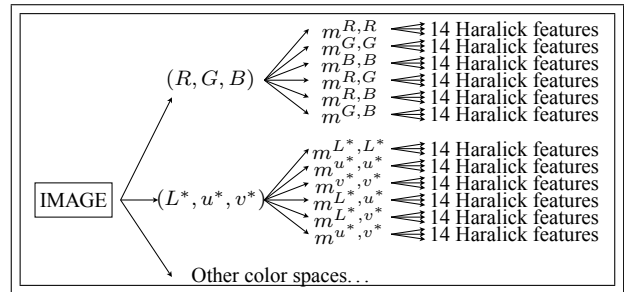 m^{R,R} 14 Haralick features
m^{G,G} 14 Haralick features
(R, G, B) m^{B,B} 14 Haralick features
m^{R,G} 14 Haralick features
m^{R,B} 14 Haralick features
m^{G,B} 14 Haralick features
m^{L*,L*} 14 Haralick features
m^{u*,u*} 14 Haralick features
m^{v*,v*} 14 Haralick features
IMAGE (L*, u*, v*) m^{L*,u*} 14 Haralick features
m^{L*,v*} 14 Haralick features
m^{u*,v*} 14 Haralick features
Other color spaces...